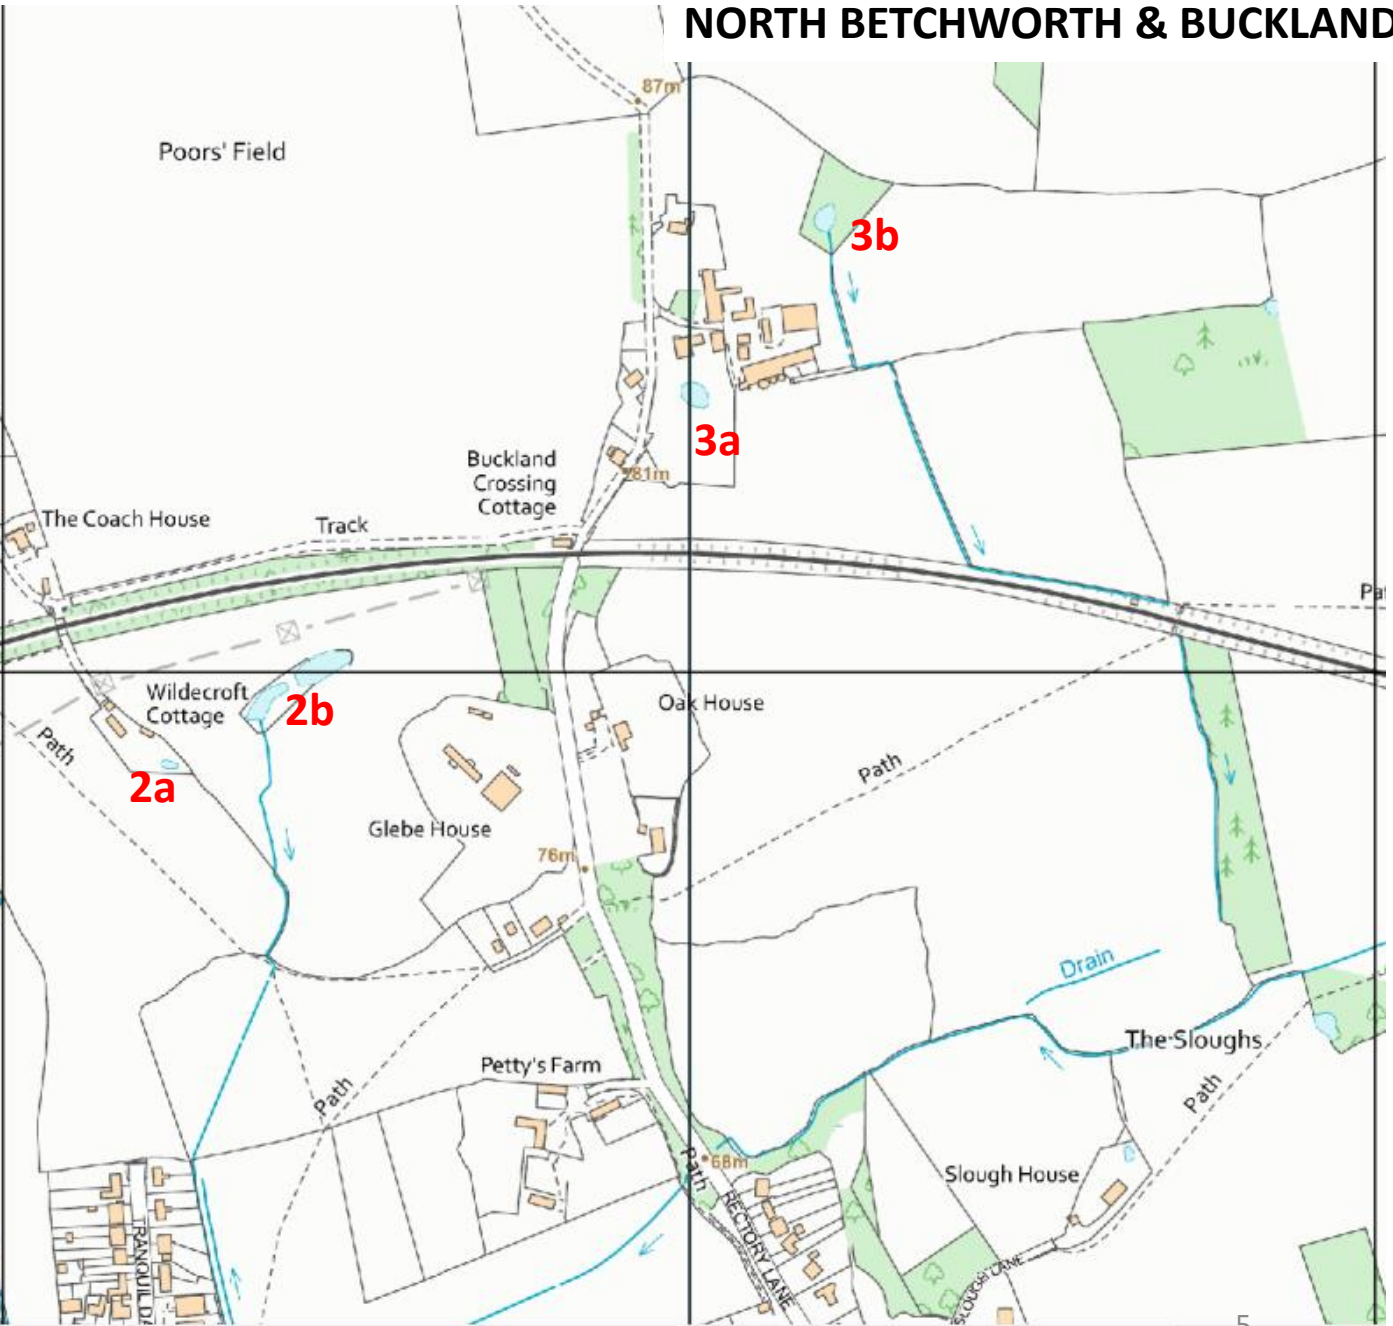 NORTH BETCHWORTH & BUCKLAND
87m
Poors' Field
3b
3a
Buckland
Crossing
Cottage
81m
The Coach House
Track
Wildecroft
Cottage
2b
2a
Path
Oak House
Path
Glebe House
76m
Drain
The Sloughs
Petty's Farm
Path
Path
68m
Path
Slough House
RECTORY LANE
SLOUGH LANE